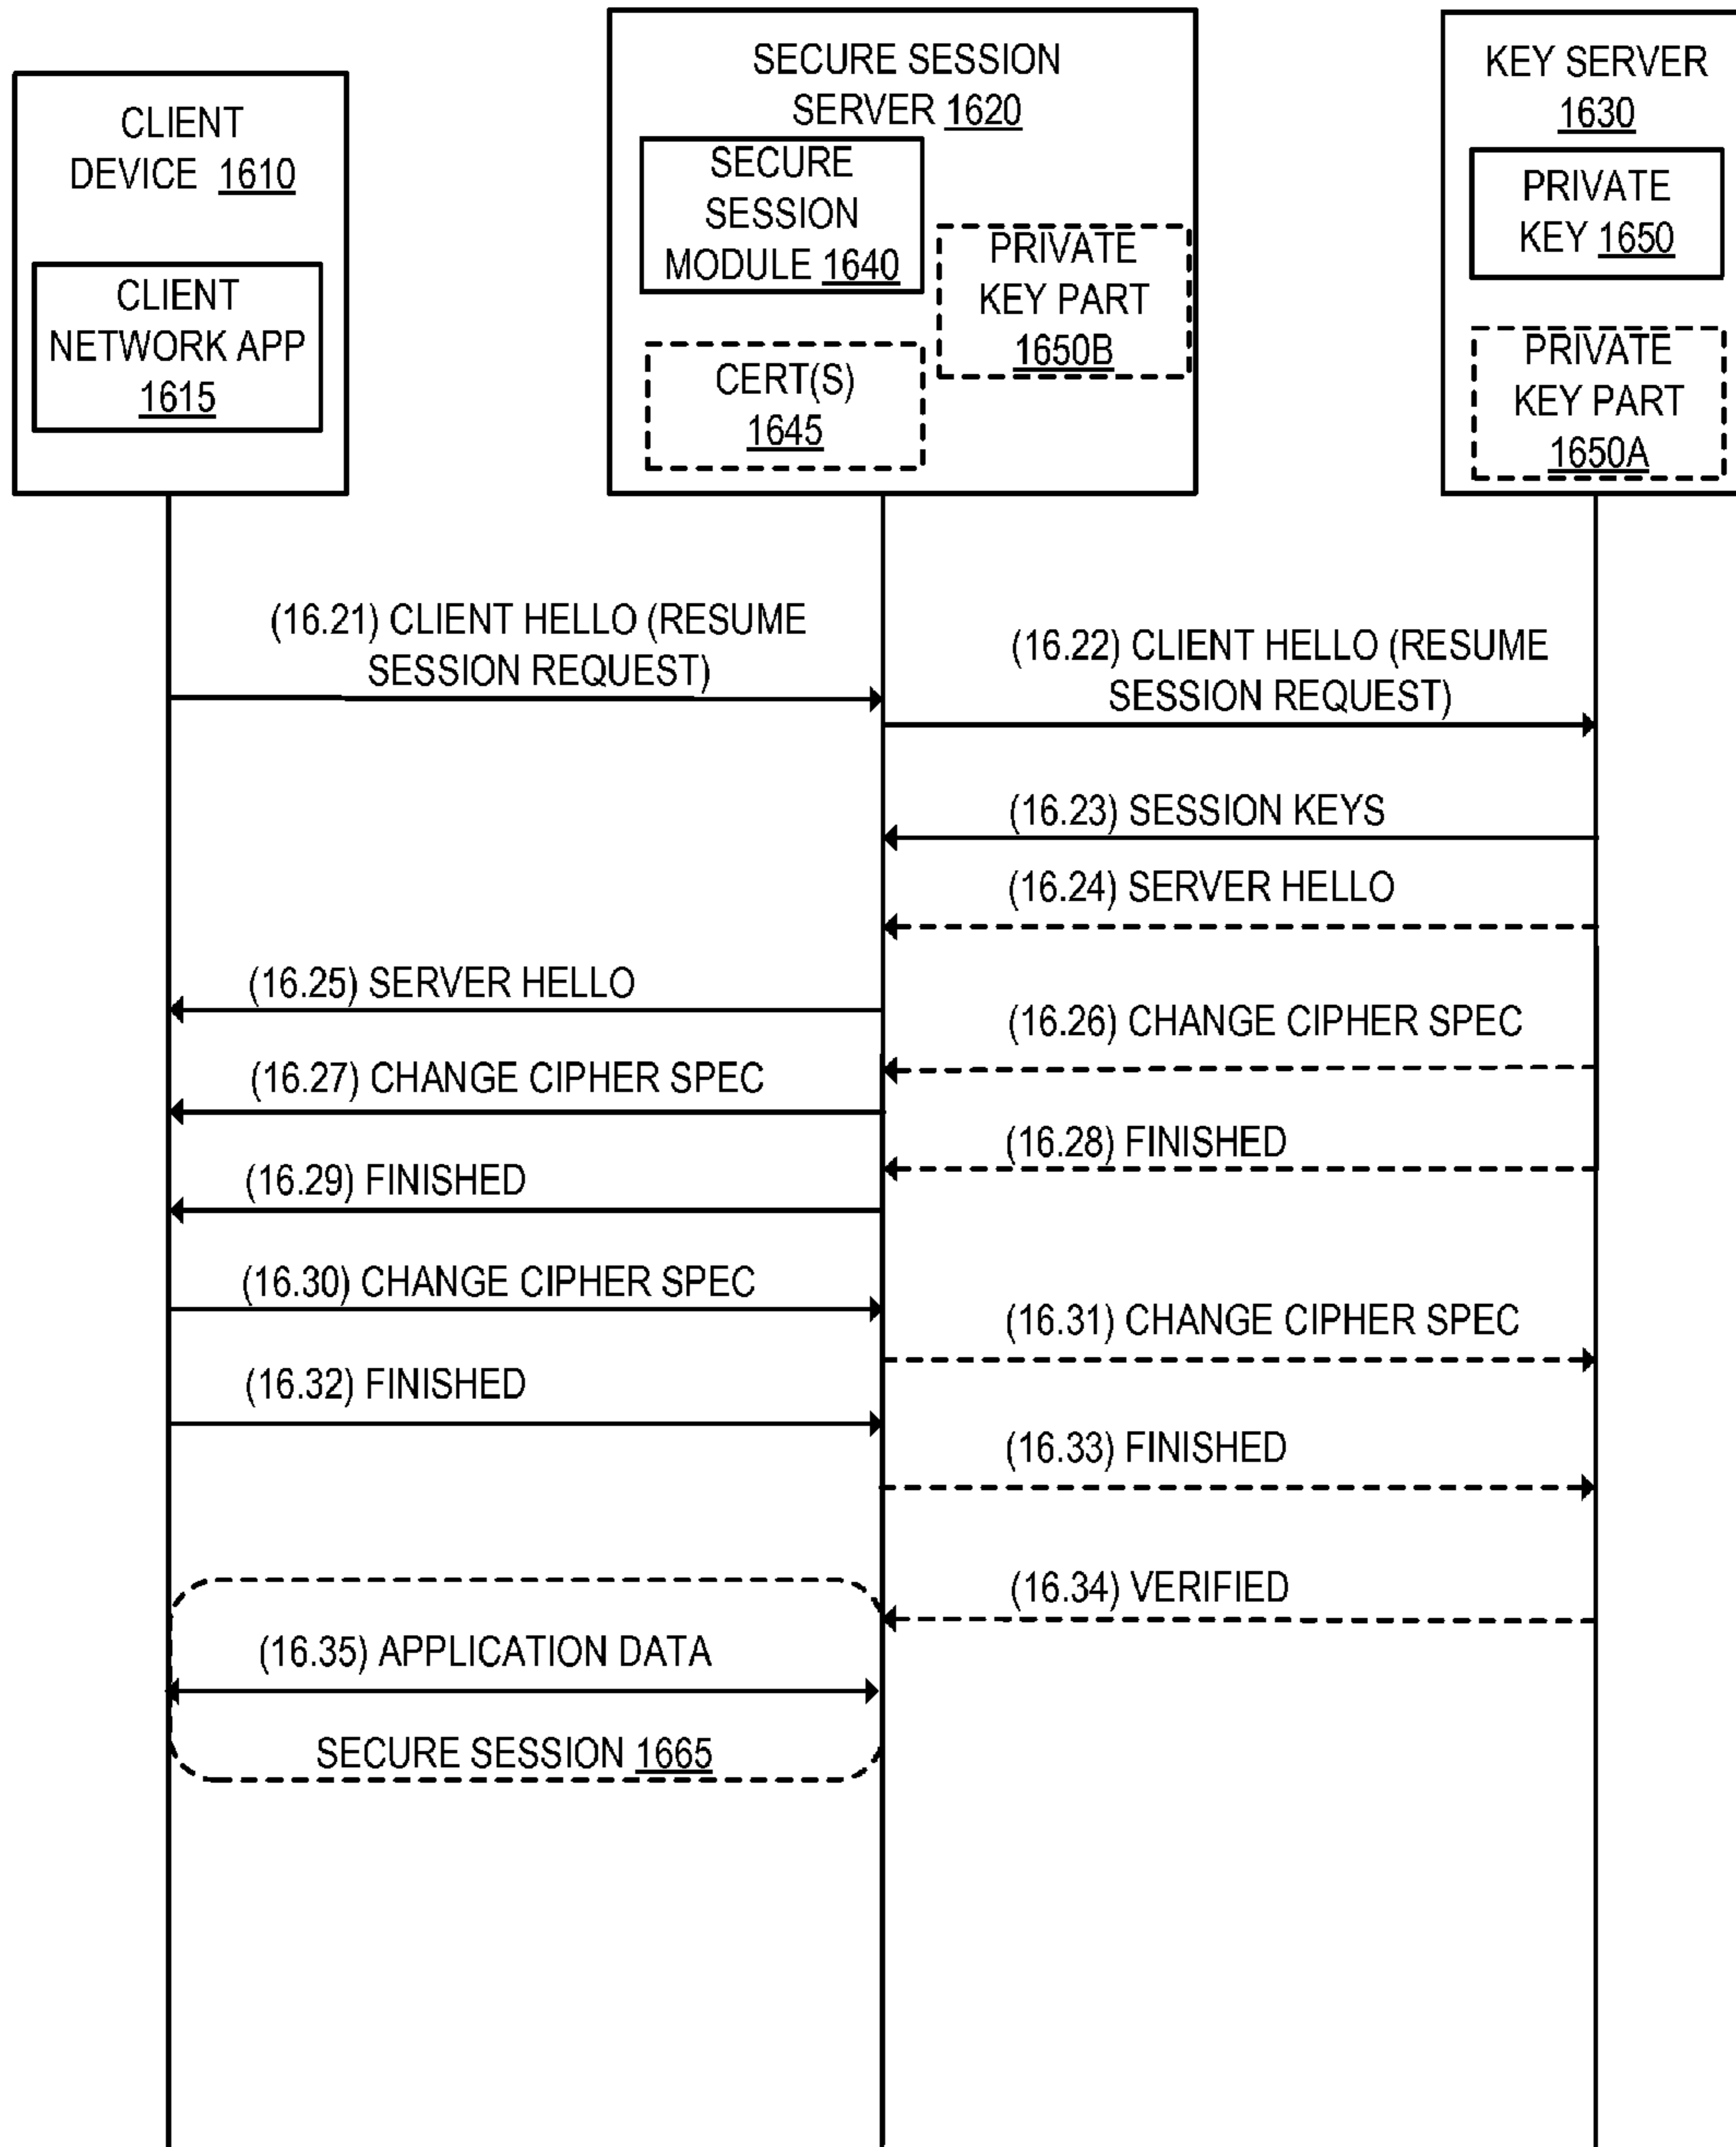 CLIENT
DEVICE 1610
CLIENT
NETWORK APP
1615
SECURE SESSION
SERVER 1620
SECURE
SESSION
MODULE 1640
PRIVATE
KEY PART
1650B
CERT(S)
1645
KEY SERVER
1630
PRIVATE
KEY 1650
PRIVATE
KEY PART
1650A
(16.21) CLIENT HELLO (RESUME
SESSION REQUEST)
(16.22) CLIENT HELLO (RESUME
SESSION REQUEST)
(16.23) SESSION KEYS
(16.24) SERVER HELLO
(16.25) SERVER HELLO
(16.26) CHANGE CIPHER SPEC
(16.27) CHANGE CIPHER SPEC
(16.28) FINISHED
(16.29) FINISHED
(16.30) CHANGE CIPHER SPEC
(16.31) CHANGE CIPHER SPEC
(16.32) FINISHED
(16.33) FINISHED
(16.34) VERIFIED
(16.35) APPLICATION DATA
SECURE SESSION 1665